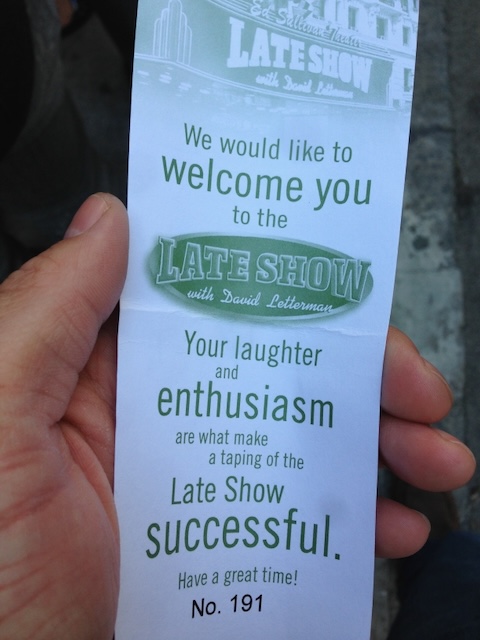 Ed Sullivan Theater
LATE SHOW
with David Letterman
We would like to
welcome you
to the
LATE SHOW
with David Letterman
Your laughter
and
enthusiasm
are what make
a taping of the
Late Show
successful.
Have a great time!
No. 191